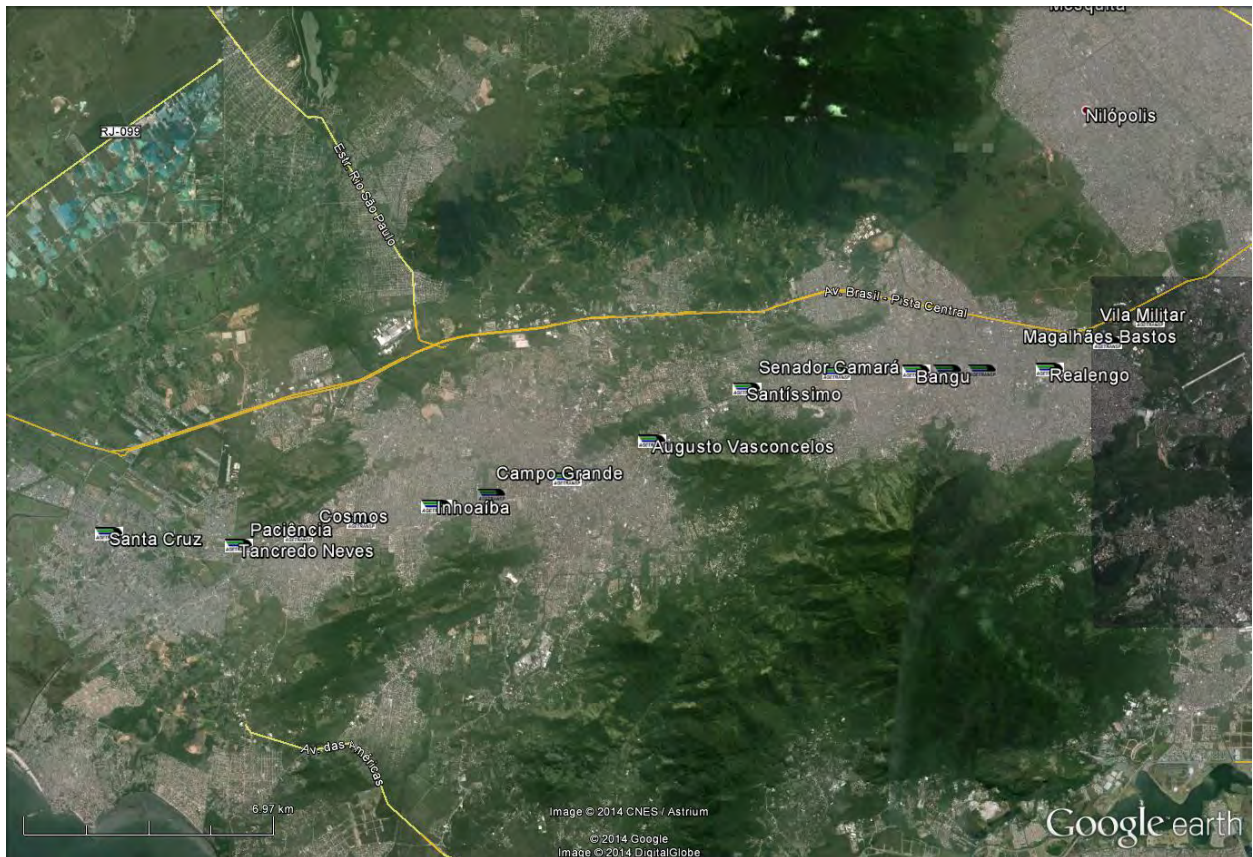 Mesquita
Nilópolis
RJ-099
Estr. Rio São Paulo
Av. Brasil - Pista Central
Vila Militar
Magalhães Bastos
Senador Camará
Bangu
Realengo
Santíssimo
Augusto Vasconcelos
Campo Grande
Inhoaíba
Cosmos
Paciência
Santa Cruz
Tancredo Neves
Av. das Américas
6.97 km
Image © 2014 CNES / Astrium
© 2014 Google
Image © 2014 DigitalGlobe
Google earth